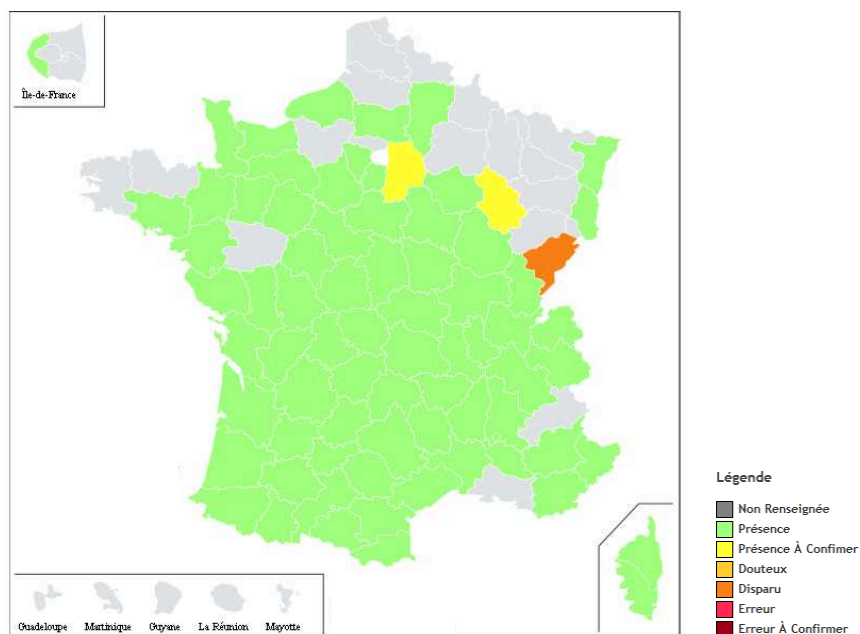 Île-de-France
Légende
Non Renseignée
Présence
Présence À Confimer
Douteux
Disparu
Erreur
Erreur À Confirmer
Guadeloupe Martinique Guyane La Réunion Mayotte